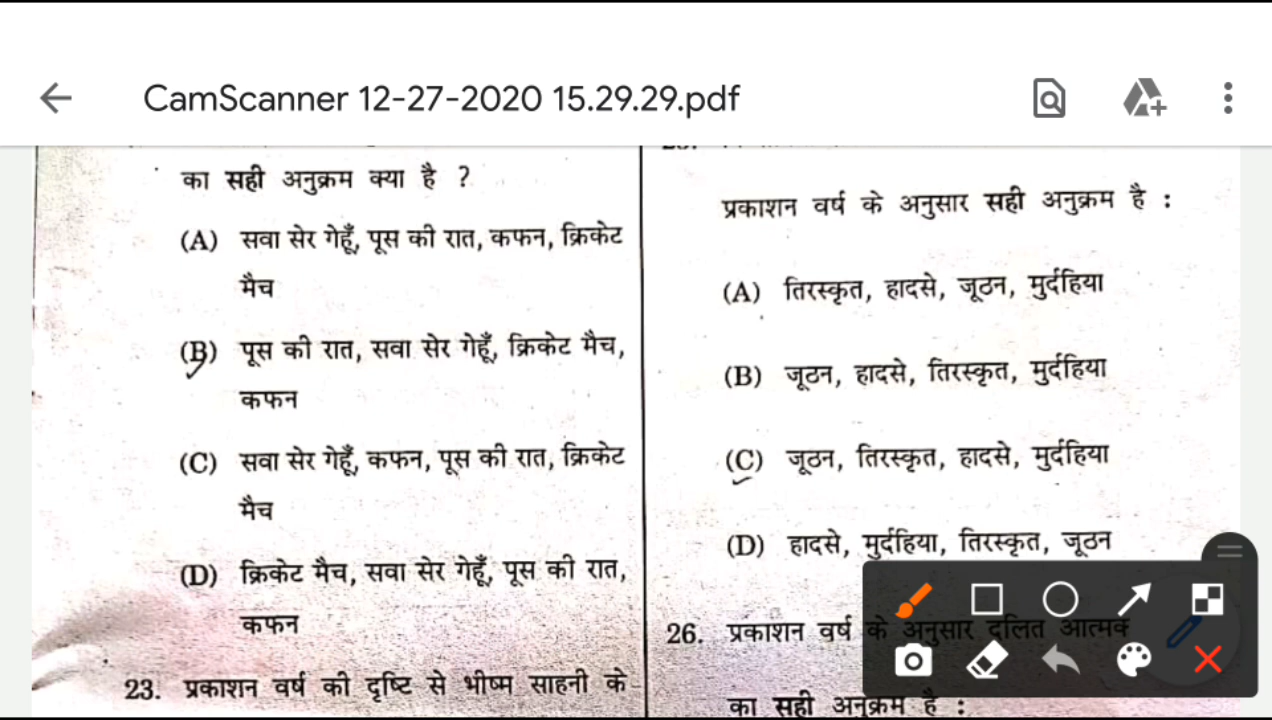 CamScanner 12-27-2020 15.29.29.pdf
का सही अनुक्रम क्या है ?
(A) सवा सेर गेहूँ, पूस की रात, कफन, क्रिकेट
मैच
(B) पूस की रात, सवा सेर गेहूँ, क्रिकेट मैच,
कफन
(C) सवा सेर गेहूँ, कफन, पूस की रात, क्रिकेट
मैच
(D) क्रिकेट मैच, सवा सेर गेहूँ, पूस की रात,
कफन
23. प्रकाशन वर्ष की दृष्टि से भीष्म साहनी के
प्रकाशन वर्ष के अनुसार सही अनुक्रम है :
(A) तिरस्कृत, हादसे, जूठन, मुर्दहिया
(B) जूठन, हादसे, तिरस्कृत, मुर्दहिया
(C) जूठन, तिरस्कृत, हादसे, मुर्दहिया
(D) हादसे, मुर्दहिया, तिरस्कृत, जूठन
26. प्रकाशन वर्ष के अनुसार दलित आत्मक
का सही अनुक्रम है :